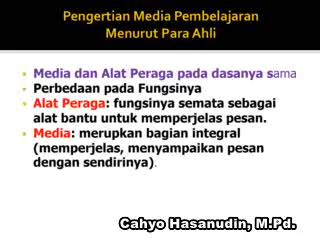 Pengertian Media Pembelajaran
Menurut Para Ahli
Media dan Alat Peraga pada dasanya sama
Perbedaan pada Fungsinya
Alat Peraga: fungsinya semata sebagai
alat bantu untuk memperjelas pesan.
Media: merupkan bagian integral
(memperjelas, menyampaikan pesan
dengan sendirinya).
Cahyo Hasanudin, M.Pd.